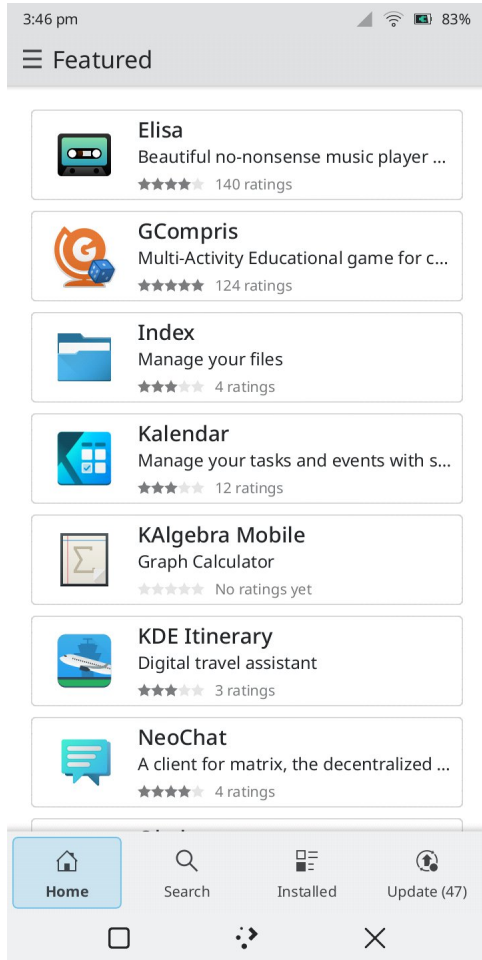 3:46 pm
83%
Featured
Elisa
Beautiful no-nonsense music player ...
140 ratings
GCompris
Multi-Activity Educational game for c...
124 ratings
Index
Manage your files
4 ratings
Kalendar
Manage your tasks and events with s...
12 ratings
KAlgebra Mobile
Graph Calculator
No ratings yet
KDE Itinerary
Digital travel assistant
3 ratings
NeoChat
A client for matrix, the decentralized ...
4 ratings
Home
Search
Installed
Update (47)